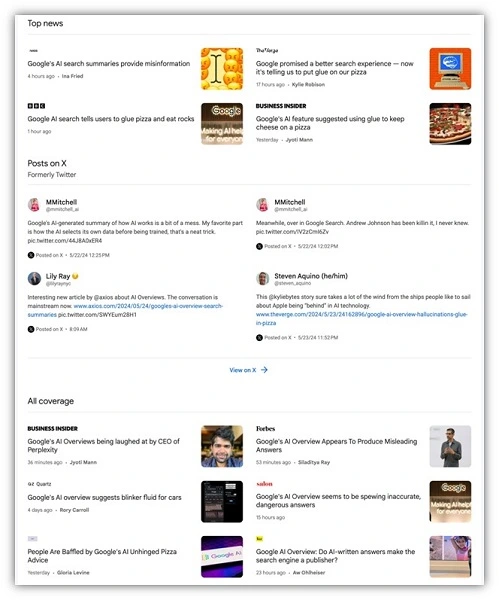 Top news
Google's AI search summaries provide misinformation
4 hours ago • Ina Fried
The Verge
Google promised a better search experience — now
it's telling us to put glue on our pizza
17 hours ago • Kylie Robison
BBC
Google AI search tells users to glue pizza and eat rocks
1 hour ago
Google
Making AI
for everyone
BUSINESS INSIDER
Google's AI feature suggested using glue to keep
cheese on a pizza
Yesterday • Jyoti Mann
Posts on X
Formerly Twitter
MMitchell
@mmitchell_ai
Google's AI-generated summary of how AI works is a bit of a mess. My favorite part
is how the AI selects its own data before being trained, that's a neat trick.
pic.twitter.com/44J8A0xER4
X Posted on X • 5/22/24 12:25 PM
MMitchell
@mmitchell_ai
Meanwhile, over in Google Search. Andrew Johnson has been killin it, I never knew.
X Posted on X • 5/22/24 12:02 PM
Lily Ray
@lilyraynyc
Interesting new article by @axios about AI Overviews. The conversation is
mainstream now. www.axios.com/2024/05/24/googles-ai-overview-search-
summaries pic.twitter.com/SWYEum28H1
X Posted on X • 8:09 AM
Steven Aquino (he/him)
@steven_aquino
This @kyliebytes story sure takes a lot of the wind from the ships people like to sail
about Apple being "behind" in AI technology.
www.theverge.com/2024/5/23/24162896/google-ai-overview-hallucinations-glue-
in-pizza
X Posted on X • 5/23/24 11:52 PM
View on X
All coverage
BUSINESS INSIDER
Google's AI Overviews being laughed at by CEO of
Perplexity
36 minutes ago • Jyoti Mann
Forbes
Google's AI Overview Appears To Produce Misleading
Answers
53 minutes ago • Siladitya Ray
Quartz
Google's AI overview suggests blinker fluid for cars
4 days ago • Rory Carroll
salon
Google's AI Overview seems to be spewing inaccurate,
dangerous answers
15 hours ago
Google
Making AI
for everyone
People Are Baffled by Google's AI Unhinged Pizza
Advice
Yesterday • Gloria Levine
Google AI
Google AI Overview: Do AI-written answers make the
search engine a publisher?
23 hours ago • Aw Ohlheiser